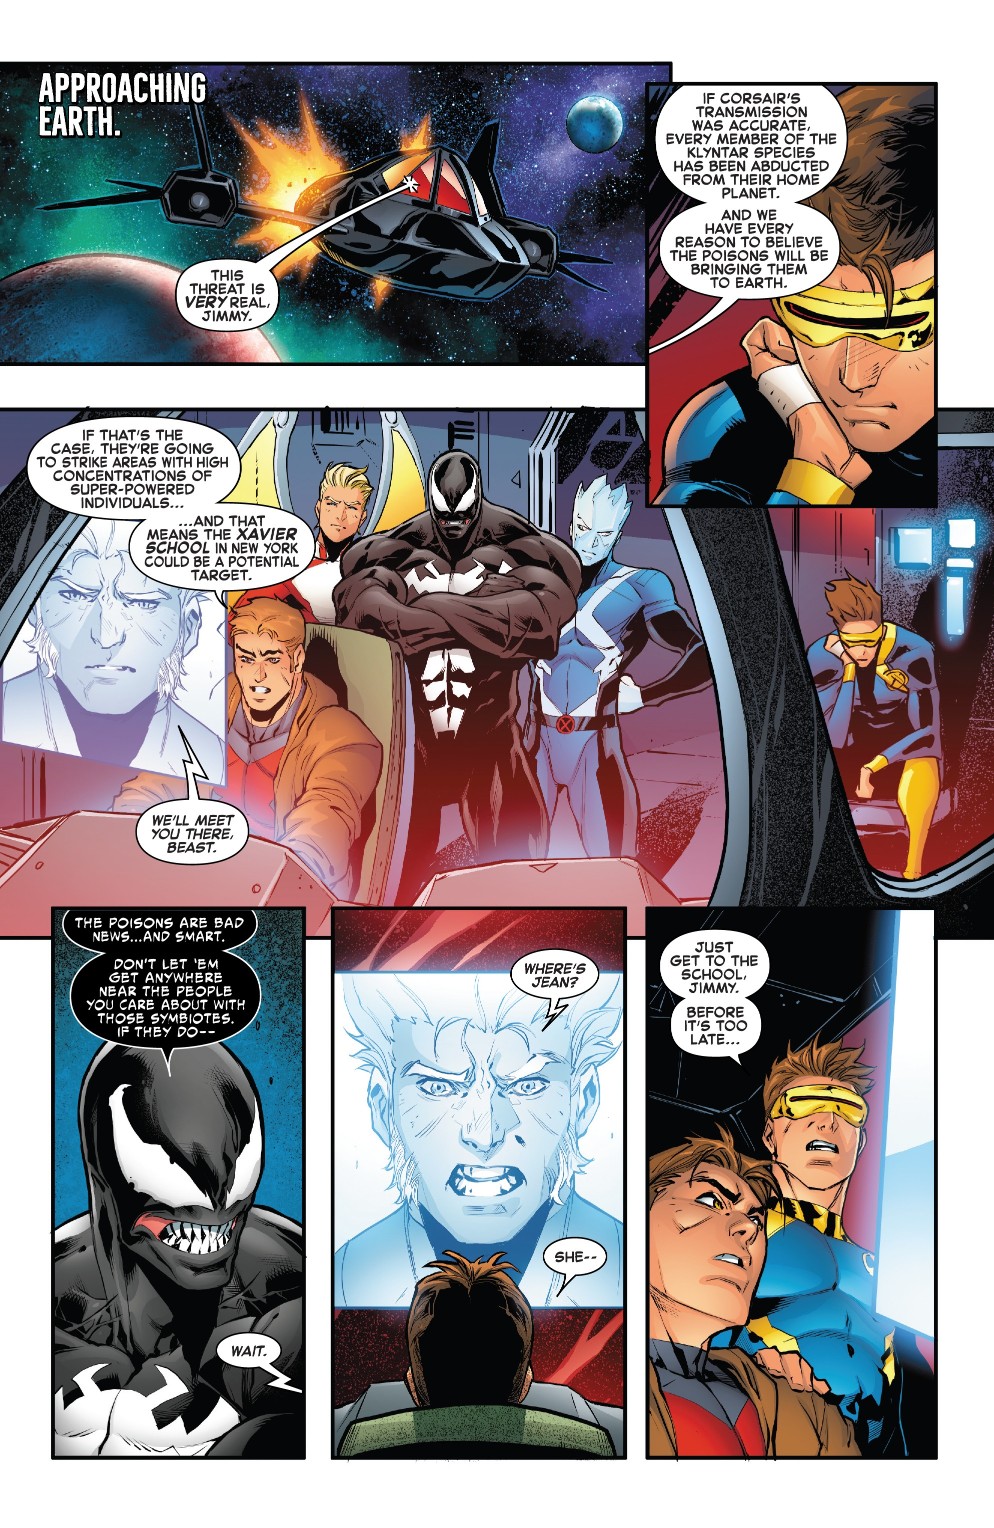 APPROACHING
EARTH.
THIS
THREAT IS
VERY REAL,
JIMMY.
IF CORSAIR'S
TRANSMISSION
WAS ACCURATE,
EVERY MEMBER OF THE
KLYNTAR SPECIES
HAS BEEN ABDUCTED
FROM THEIR HOME
PLANET.
AND WE
HAVE EVERY
REASON TO BELIEVE
THE POISONS WILL BE
BRINGING THEM
TO EARTH.
IF THAT'S THE
CASE, THEY'RE GOING
TO STRIKE AREAS WITH HIGH
CONCENTRATIONS OF
SUPER-POWERED
INDIVIDUALS...
...AND THAT
MEANS THE XAVIER
SCHOOL IN NEW YORK
COULD BE A POTENTIAL
TARGET.
WE'LL MEET
YOU THERE,
BEAST.
THE POISONS ARE BAD
NEWS...AND SMART.
DON'T LET 'EM
GET ANYWHERE
NEAR THE PEOPLE
YOU CARE ABOUT WITH
THOSE SYMBIOTES.
IF THEY DO--
WAIT.
WHERE'S
JEAN?
SHE--
JUST
GET TO THE
SCHOOL,
JIMMY.
BEFORE
IT'S TOO
LATE...